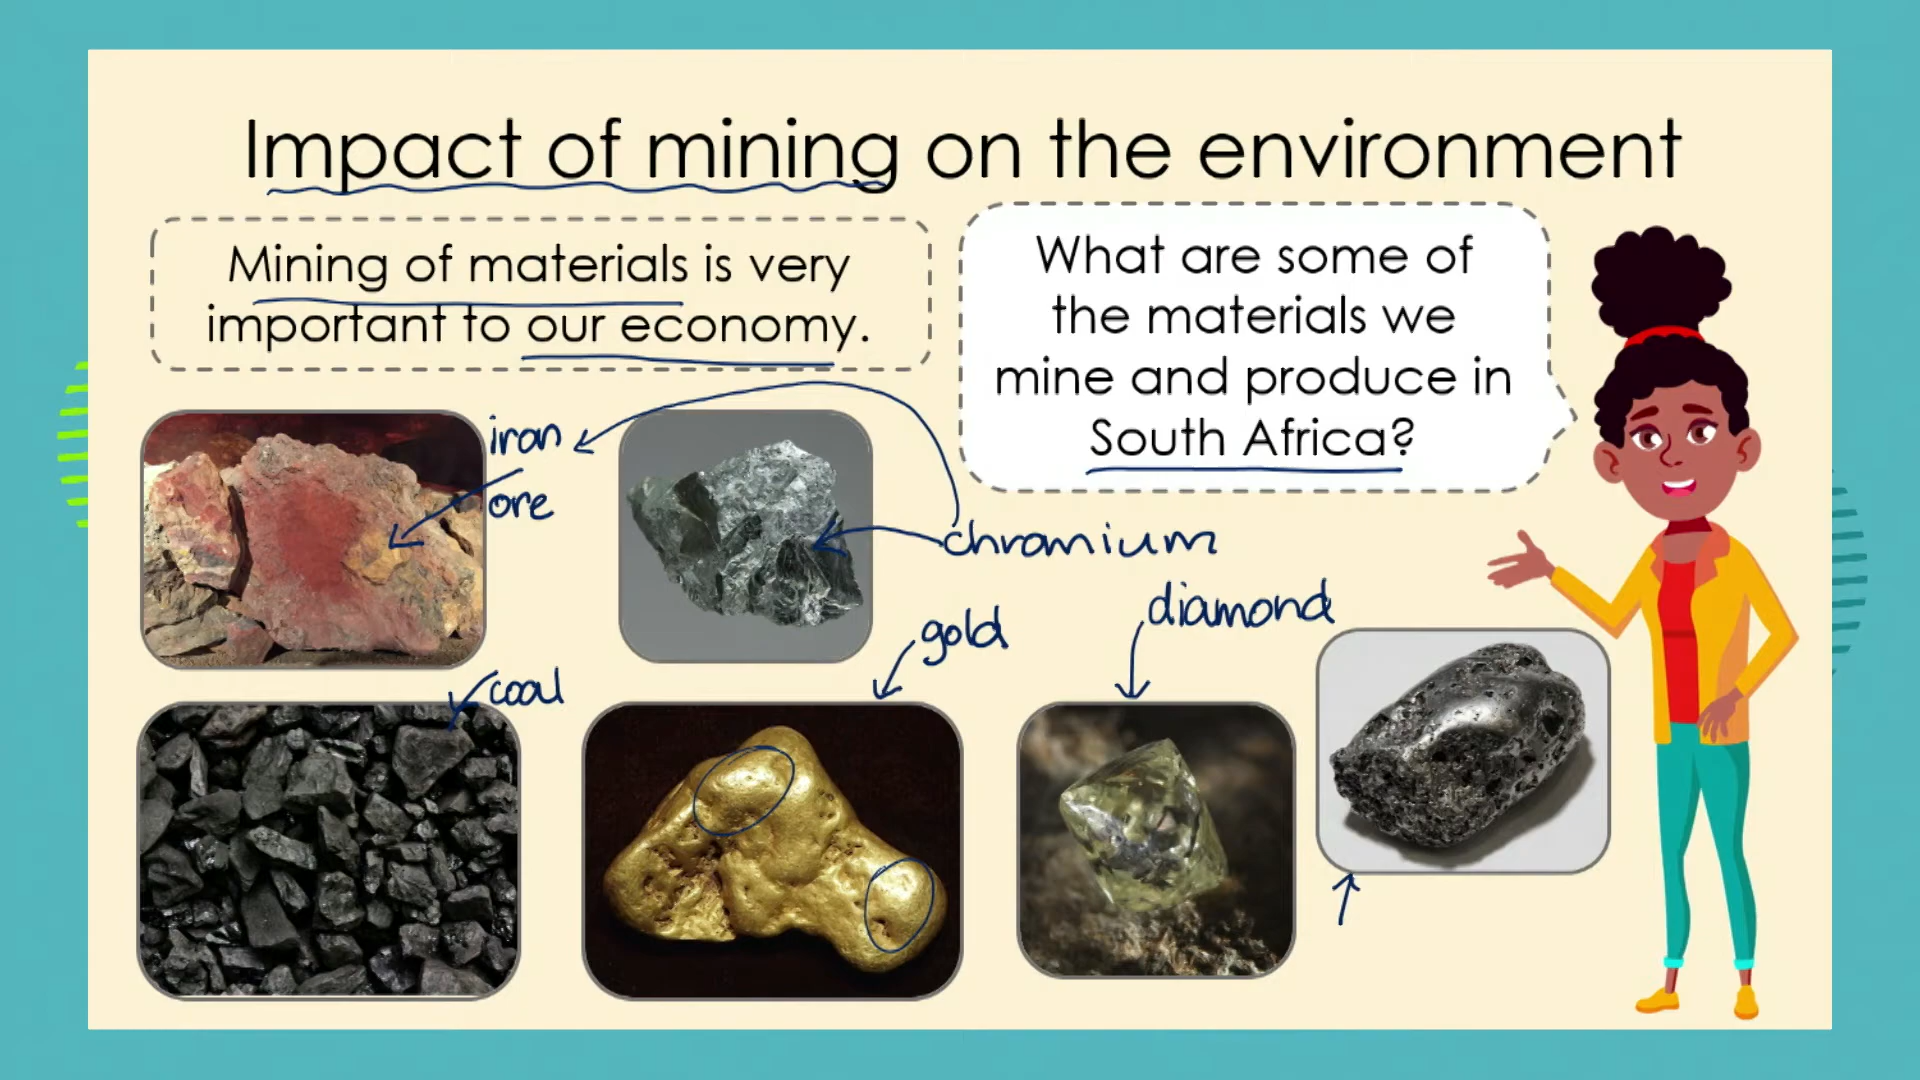 Impact of mining on the environment
Mining of materials is very
important to our economy.
What are some of
the materials we
mine and produce in
South Africa?
iron
ore
chromium
diamond
gold
coal